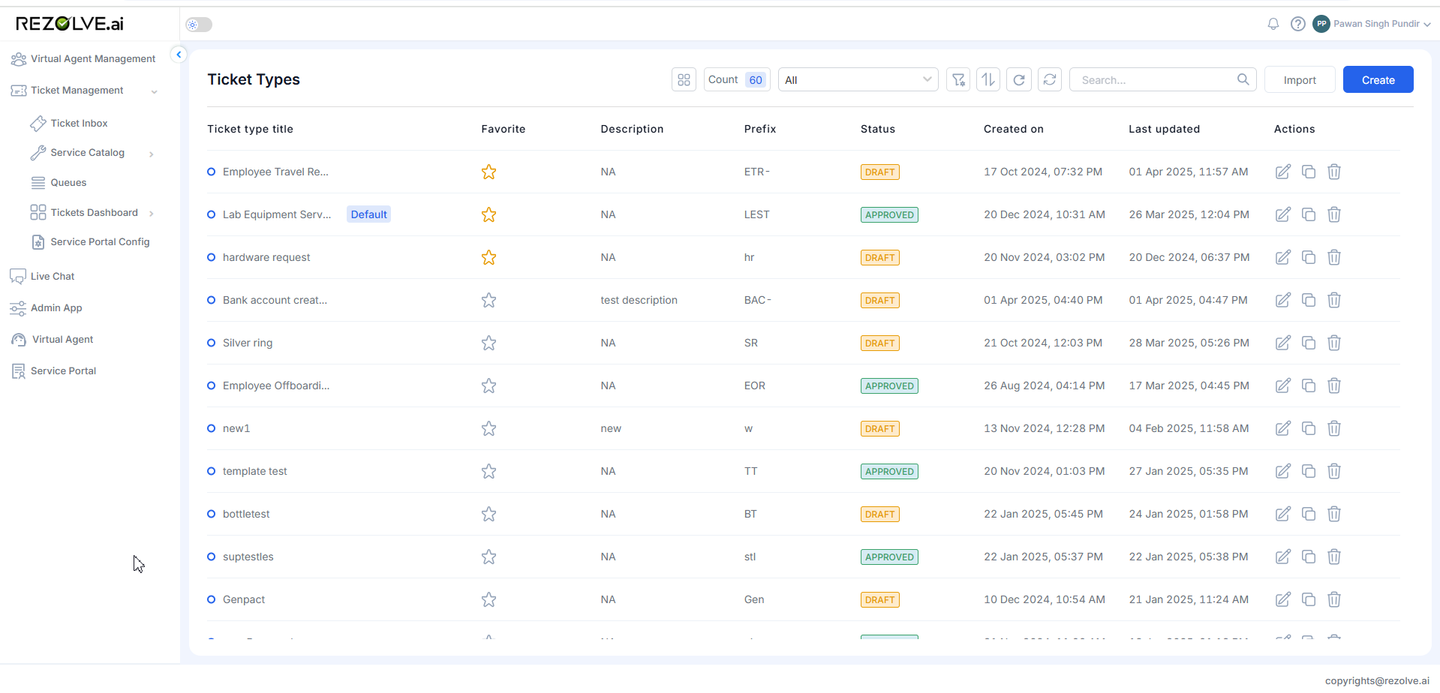 REZOLVE.ai
PP Pawan Singh Pundir
Virtual Agent Management
Ticket Management
Ticket Inbox
Service Catalog
Queues
Tickets Dashboard
Service Portal Config
Live Chat
Admin App
Virtual Agent
Service Portal
Ticket Types
Count 60
All
Search...
Import
Create
Ticket type title Favorite Description Prefix Status Created on Last updated Actions
Employee Travel Re... NA ETR- DRAFT 17 Oct 2024, 07:32 PM 01 Apr 2025, 11:57 AM
Lab Equipment Serv... Default NA LEST APPROVED 20 Dec 2024, 10:31 AM 26 Mar 2025, 12:04 PM
hardware request NA hr DRAFT 20 Nov 2024, 03:02 PM 20 Dec 2024, 06:37 PM
Bank account creat... test description BAC- DRAFT 01 Apr 2025, 04:40 PM 01 Apr 2025, 04:47 PM
Silver ring NA SR DRAFT 21 Oct 2024, 12:03 PM 28 Mar 2025, 05:26 PM
Employee Offboardi... NA EOR APPROVED 26 Aug 2024, 04:14 PM 17 Mar 2025, 04:45 PM
new1 new w DRAFT 13 Nov 2024, 12:28 PM 04 Feb 2025, 11:58 AM
template test NA TT APPROVED 20 Nov 2024, 01:03 PM 27 Jan 2025, 05:35 PM
bottletest NA BT DRAFT 22 Jan 2025, 05:45 PM 24 Jan 2025, 01:58 PM
suptestles NA stl APPROVED 22 Jan 2025, 05:37 PM 22 Jan 2025, 05:38 PM
Genpact NA Gen DRAFT 10 Dec 2024, 10:54 AM 21 Jan 2025, 11:24 AM
copyrights@rezolve.ai